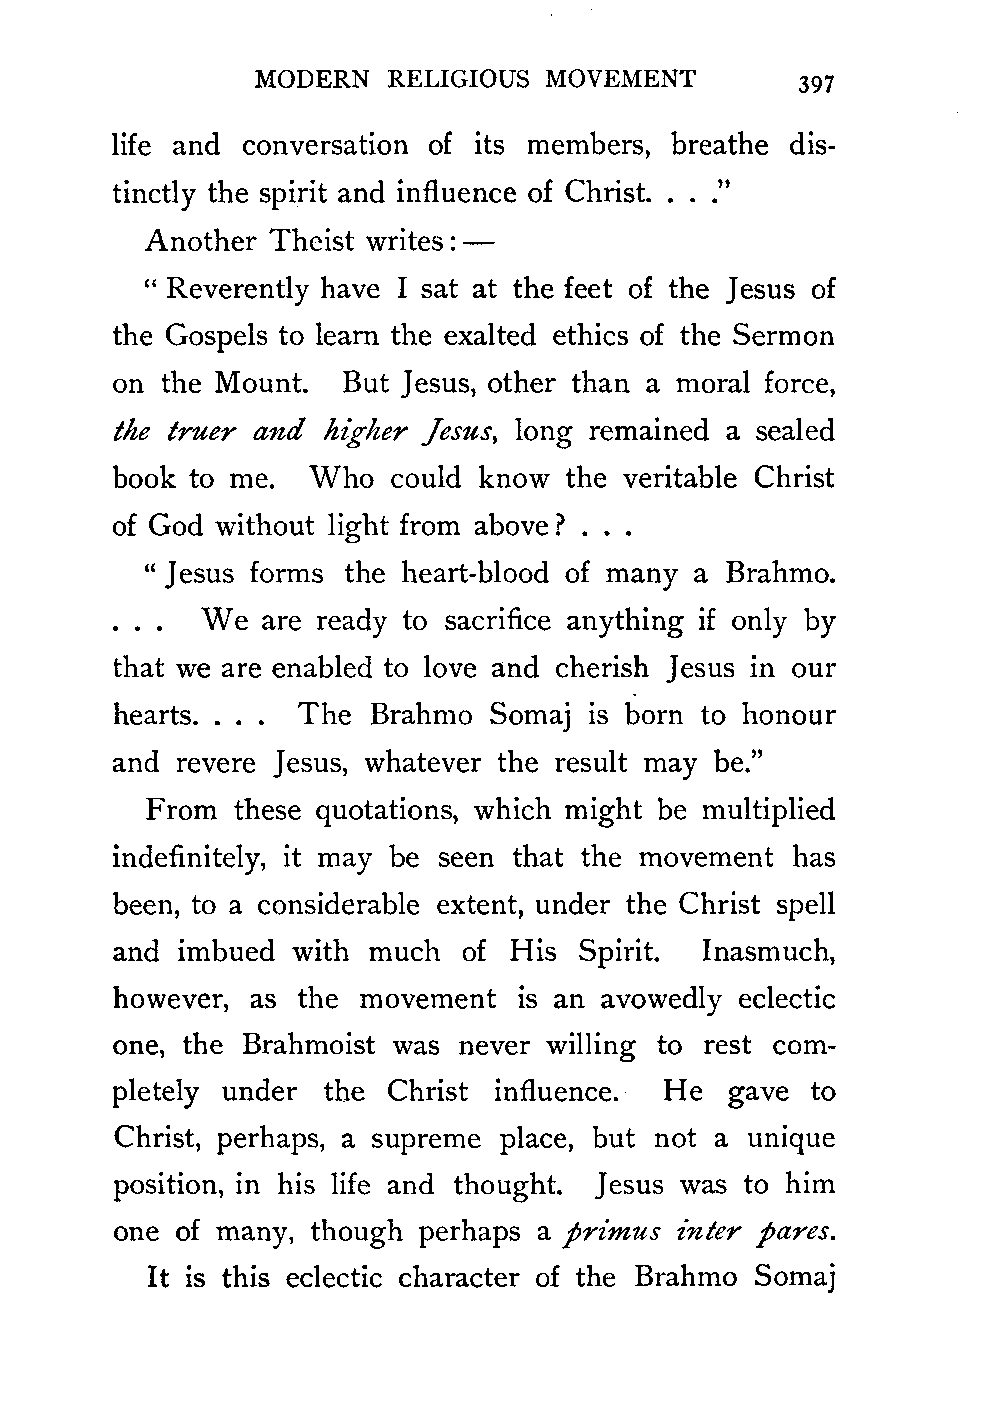 MODERN RELIGIOUS MOVEMENT 397
life and conversation of its members, breathe dis-
tinctly the spirit and influence of Christ. . . ."
Another Theist writes:—
" Reverently have I sat at the feet of the Jesus of
the Gospels to learn the exalted ethics of the Sermon
on the Mount. But Jesus, other than a moral force,
the truer and higher Jesus, long remained a sealed
book to me. Who could know the veritable Christ
of God without light from above? . . .
" Jesus forms the heart-blood of many a Brahmo.
. . . We are ready to sacrifice anything if only by
that we are enabled to love and cherish Jesus in our
hearts. . . . The Brahmo Somaj is born to honour
and revere Jesus, whatever the result may be."
From these quotations, which might be multiplied
indefinitely, it may be seen that the movement has
been, to a considerable extent, under the Christ spell
and imbued with much of His Spirit. Inasmuch,
however, as the movement is an avowedly eclectic
one, the Brahmoist was never willing to rest com-
pletely under the Christ influence. He gave to
Christ, perhaps, a supreme place, but not a unique
position, in his life and thought. Jesus was to him
one of many, though perhaps a primus inter pares.
It is this eclectic character of the Brahmo Somaj